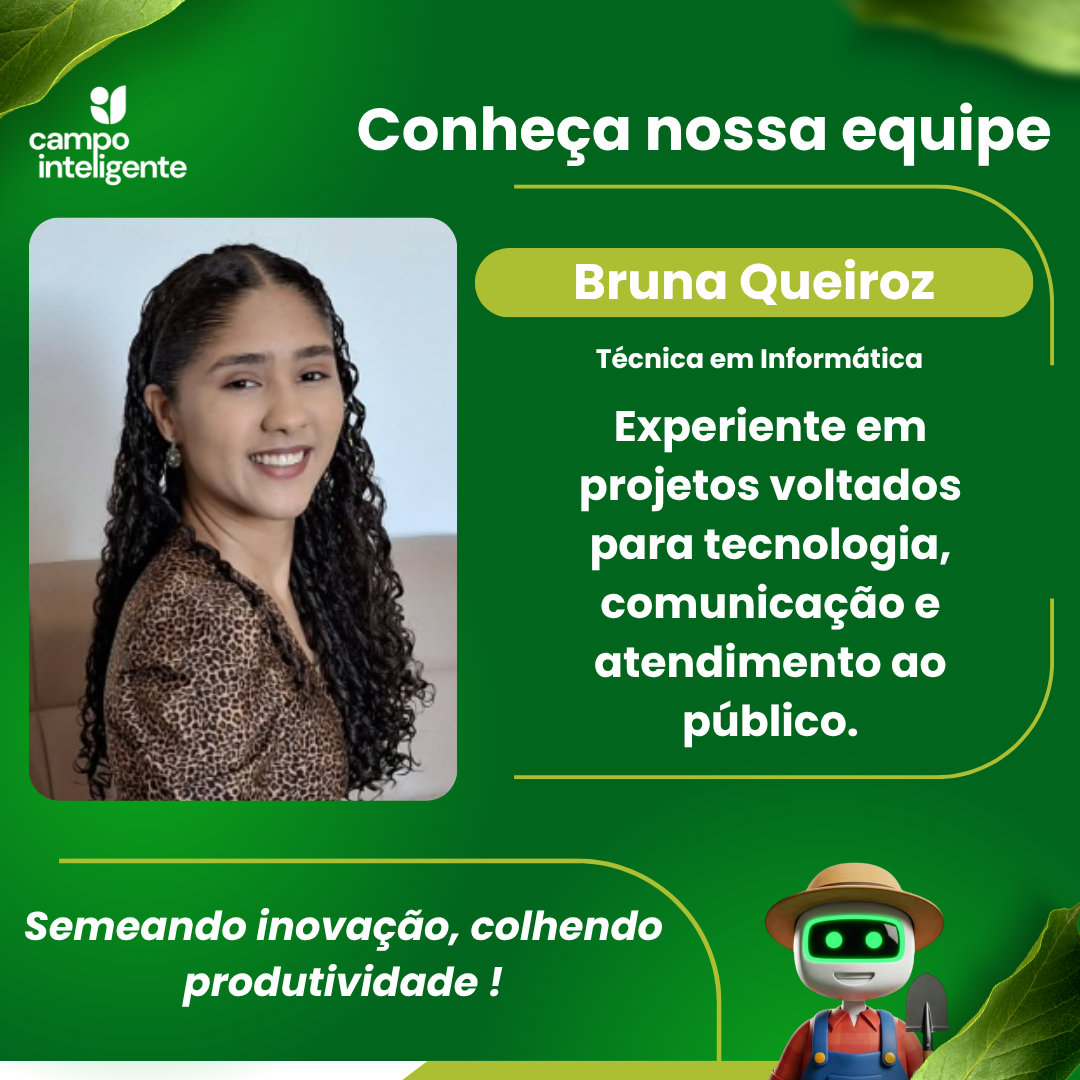 campo
inteligente
Conheça nossa equipe
Bruna Queiroz
Técnica em Informática
Experiente em
projetos voltados
para tecnologia,
comunicação e
atendimento ao
público.
Semeando inovação, colhendo
produtividade !